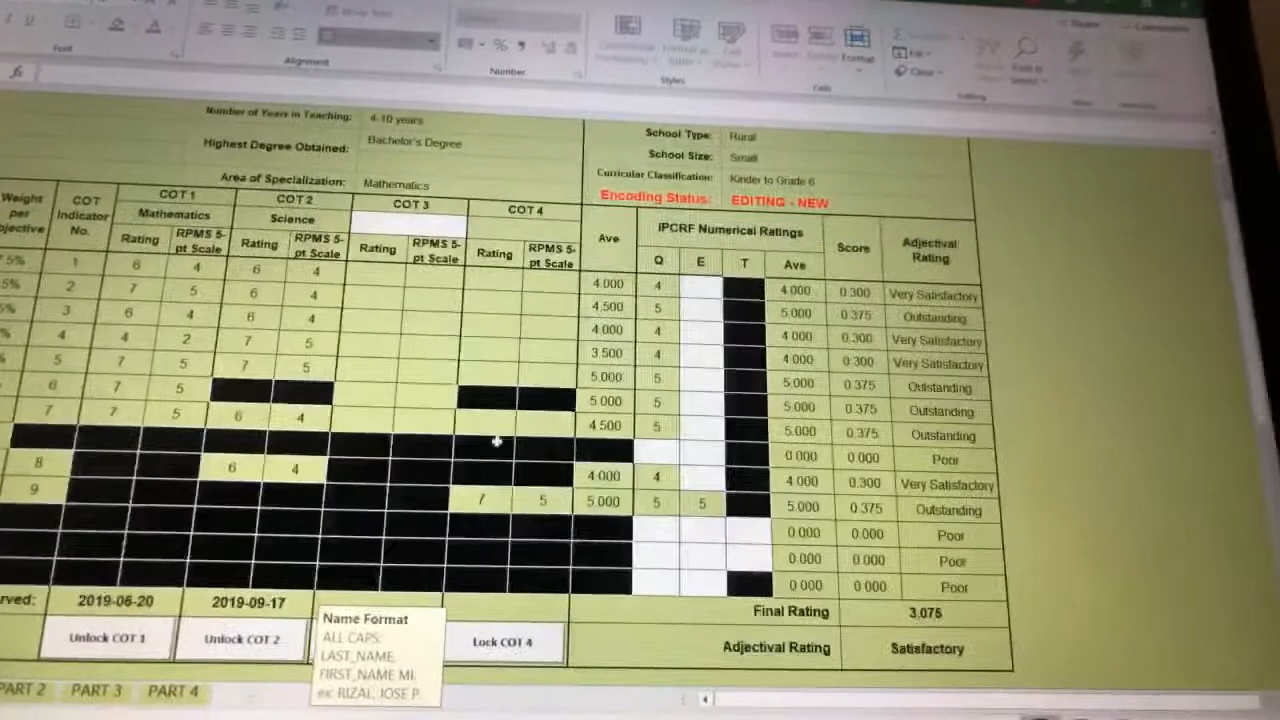 Font
Alignment
Number
Styles
Format
Cells
Clear
Editing
fx
Number of Years in Teaching: 4-10 years
Highest Degree Obtained: Bachelor's Degree
Area of Specialization: Mathematics
School Type: Rural
School Size: Small
Curricular Classification: Kinder to Grade 6
Encoding Status: EDITING - NEW
Weight per
COT Indicator No.
COT 1
Mathematics
Rating
RPMS 5-pt Scale
COT 2
Science
Rating
RPMS 5-pt Scale
COT 3
Rating
RPMS 5-pt Scale
COT 4
Rating
RPMS 5-pt Scale
Ave
IPCRF Numerical Ratings
Q E T Ave
Score
Adjectival Rating
1 6 4 6 4 4.000 4 4.000 0.300 Very Satisfactory
2 7 5 6 4 4.500 5 5.000 0.375 Outstanding
3 6 4 6 4 4.000 4 4.000 0.300 Very Satisfactory
4 4 2 7 5 3.500 4 4.000 0.300 Very Satisfactory
5 7 5 7 5 5.000 5 5.000 0.375 Outstanding
6 7 5 5.000 5 5.000 0.375 Outstanding
7 7 5 6 4 4.500 5 5.000 0.375 Outstanding
0.000 0.000 Poor
8 6 4 4.000 4 4.000 0.300 Very Satisfactory
9 7 5 5.000 5 5 5.000 0.375 Outstanding
0.000 0.000 Poor
0.000 0.000 Poor
0.000 0.000 Poor
2019-06-20 2019-09-17
Final Rating 3.075
Unlock COT 1 Unlock COT 2 Lock COT 4
Adjectival Rating Satisfactory
Name Format
ALL CAPS:
LAST_NAME,
FIRST_NAME MI.
ex: RIZAL, JOSE P.
PART 2 PART 3 PART 4